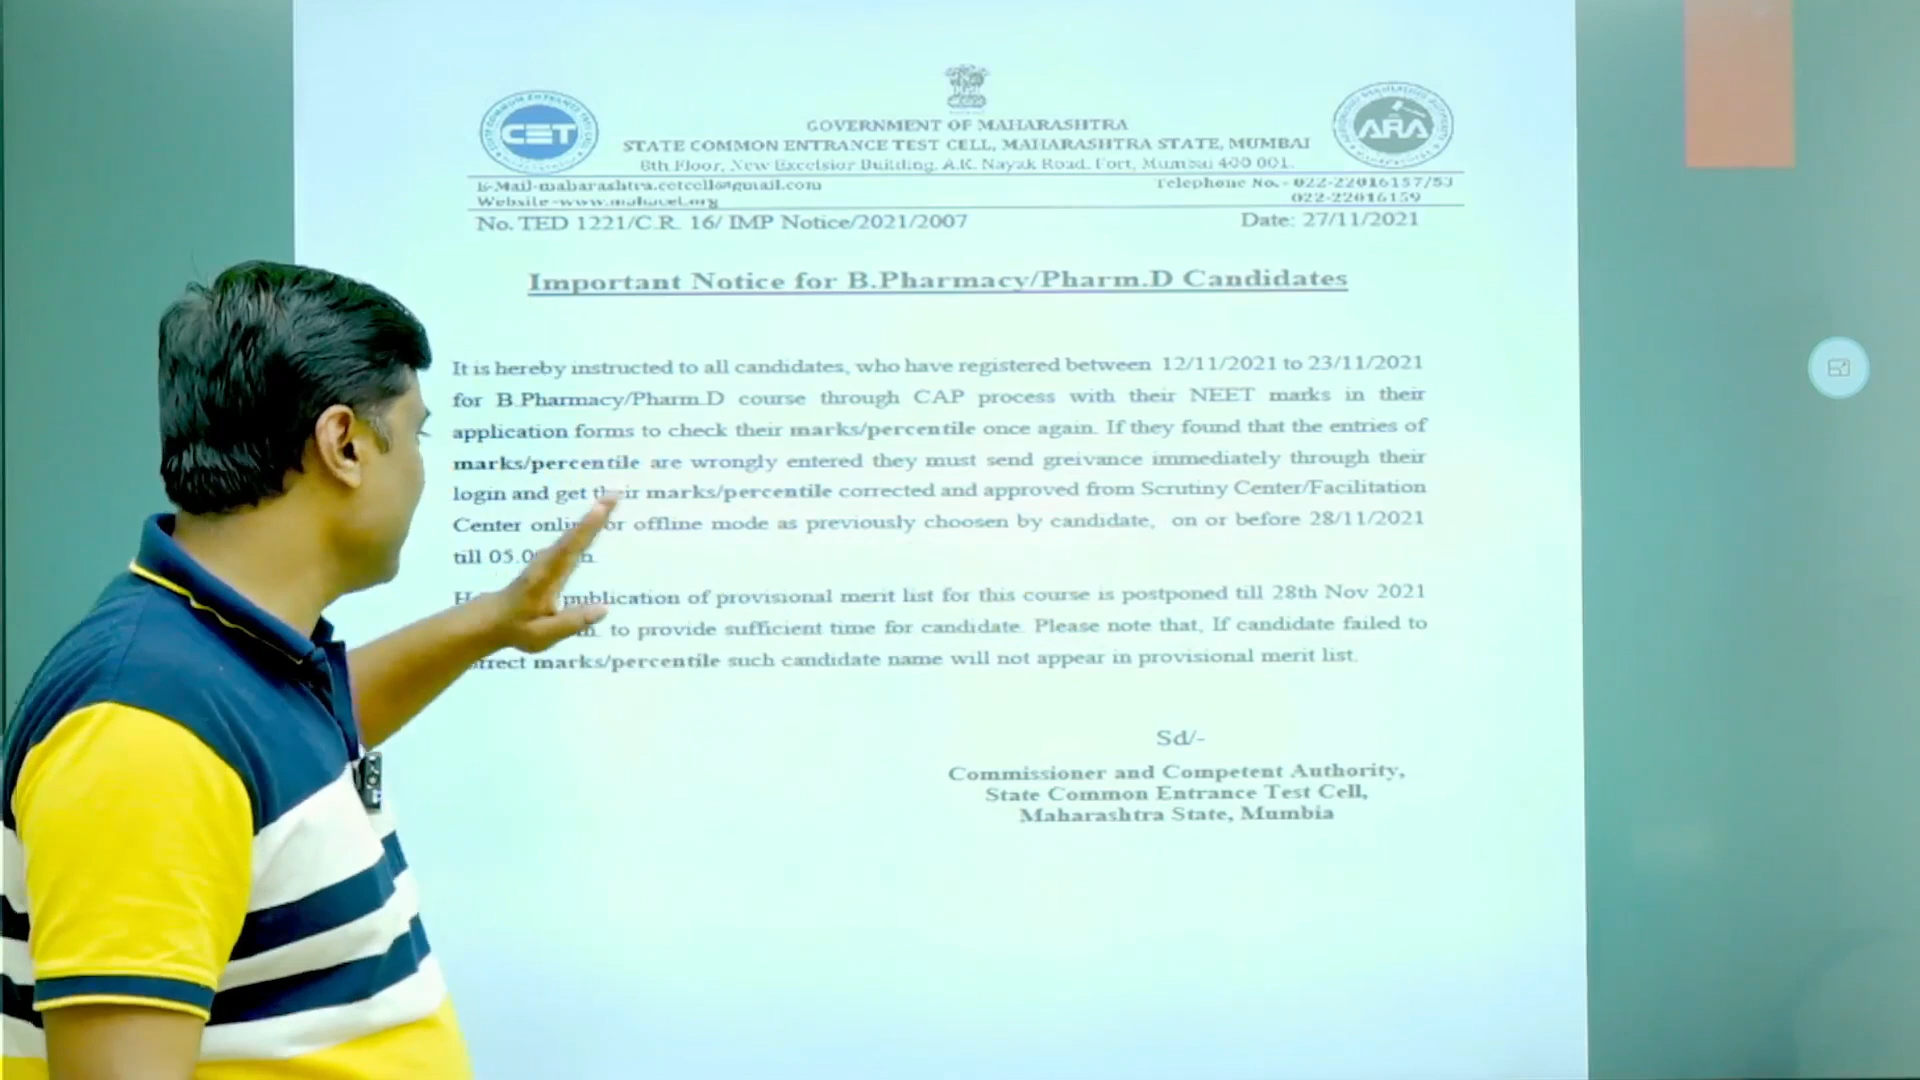 GOVERNMENT OF MAHARASHTRA
STATE COMMON ENTRANCE TEST CELL, MAHARASHTRA STATE, MUMBAI
8th Floor, New Excelsior Building, A.K. Nayak Road, Fort, Mumbai 400 001.
CET
ARA
E-Mail-maharashtra.cetcell@gmail.com
Telephone No.- 022-22016157/53
Website-www.mahacet.org
022-22016159
No. TED 1221/C.R. 16/ IMP Notice/2021/2007
Date: 27/11/2021
Important Notice for B.Pharmacy/Pharm.D Candidates
It is hereby instructed to all candidates, who have registered between 12/11/2021 to 23/11/2021
for B.Pharmacy/Pharm.D course through CAP process with their NEET marks in their
application forms to check their marks/percentile once again. If they found that the entries of
marks/percentile are wrongly entered they must send greivance immediately through their
login and get their marks/percentile corrected and approved from Scrutiny Center/Facilitation
Center online or offline mode as previously choosen by candidate, on or before 28/11/2021
till
publication of provisional merit list for this course is postponed till 28th Nov 2021
to provide sufficient time for candidate. Please note that, If candidate failed to
marks/percentile such candidate name will not appear in provisional merit list.
Sd/-
Commissioner and Competent Authority,
State Common Entrance Test Cell,
Maharashtra State, Mumbia